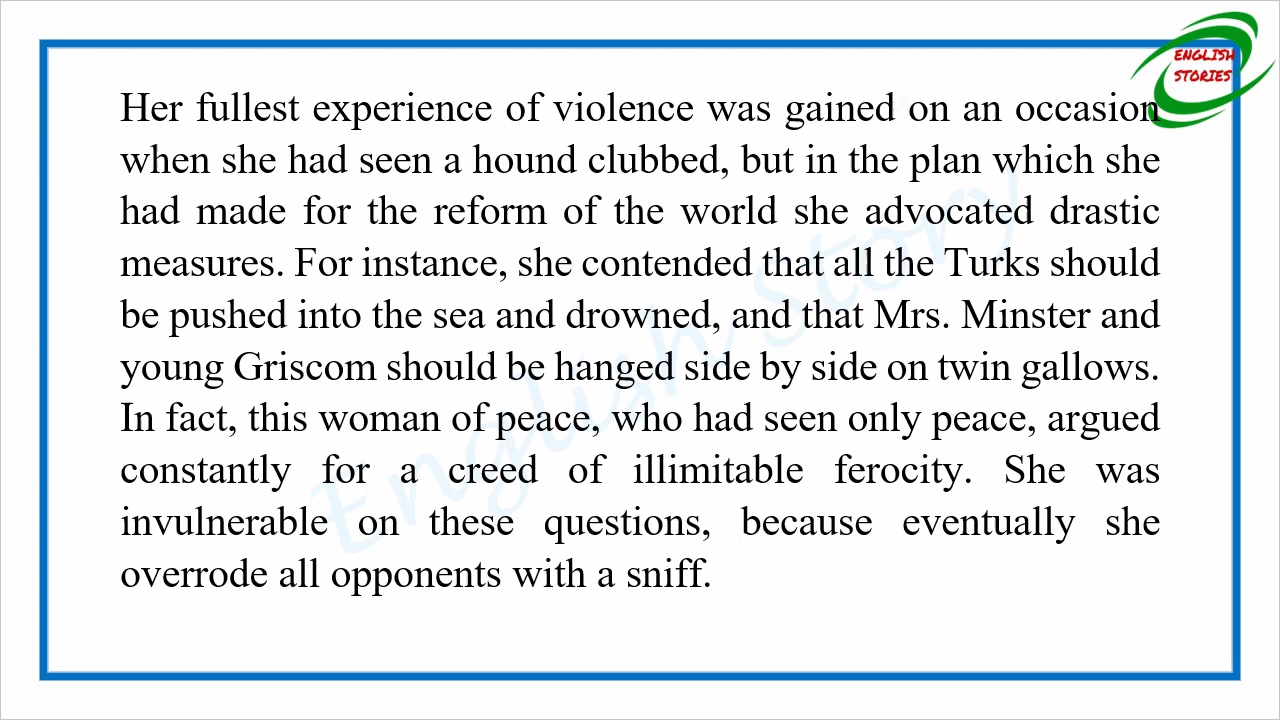 ENGLISH
STORIES
Her fullest experience of violence was gained on an occasion
when she had seen a hound clubbed, but in the plan which she
had made for the reform of the world she advocated drastic
measures. For instance, she contended that all the Turks should
be pushed into the sea and drowned, and that Mrs. Minster and
young Griscom should be hanged side by side on twin gallows.
In fact, this woman of peace, who had seen only peace, argued
constantly for a creed of illimitable ferocity. She was
invulnerable on these questions, because eventually she
overrode all opponents with a sniff.
English Story